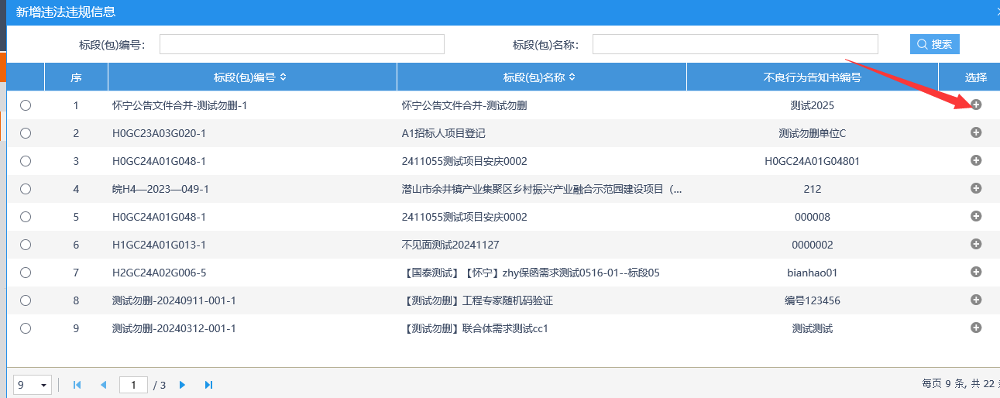 新增违法违规信息
标段(包)编号: 标段(包)名称: 搜索
序 标段(包)编号 标段(包)名称 不良行为告知书编号 选择
1 怀宁公告文件合并-测试勿删-1 怀宁公告文件合并-测试勿删 测试2025
2 H0GC23A03G020-1 A1招标人项目登记 测试勿删单位C
3 H0GC24A01G048-1 2411055测试项目安庆0002 H0GC24A01G04801
4 皖H4—2023—049-1 潜山市余井镇产业集聚区乡村振兴产业融合示范园建设项目（... 212
5 H0GC24A01G048-1 2411055测试项目安庆0002 000008
6 H1GC24A01G013-1 不见面测试20241127 0000002
7 H2GC24A02G006-5 【国泰测试】【怀宁】zhy保函需求测试0516-01--标段05 bianhao01
8 测试勿删-20240911-001-1 【测试勿删】工程专家随机码验证 编号123456
9 测试勿删-20240312-001-1 【测试勿删】联合体需求测试cc1 测试测试
9 1 / 3 每页 9 条, 共 22